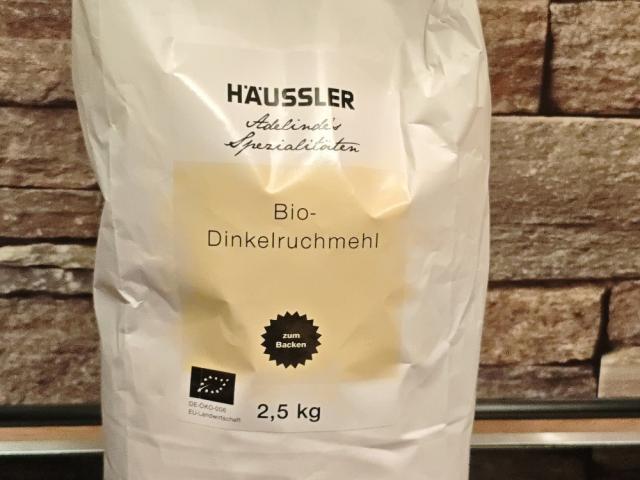 HÄUSSLER
Adelinde's
Spezialitäten
Bio-
Dinkelruchmehl
zum
Backen
DE-ÖKO-006
EU-Landwirtschaft
2,5 kg